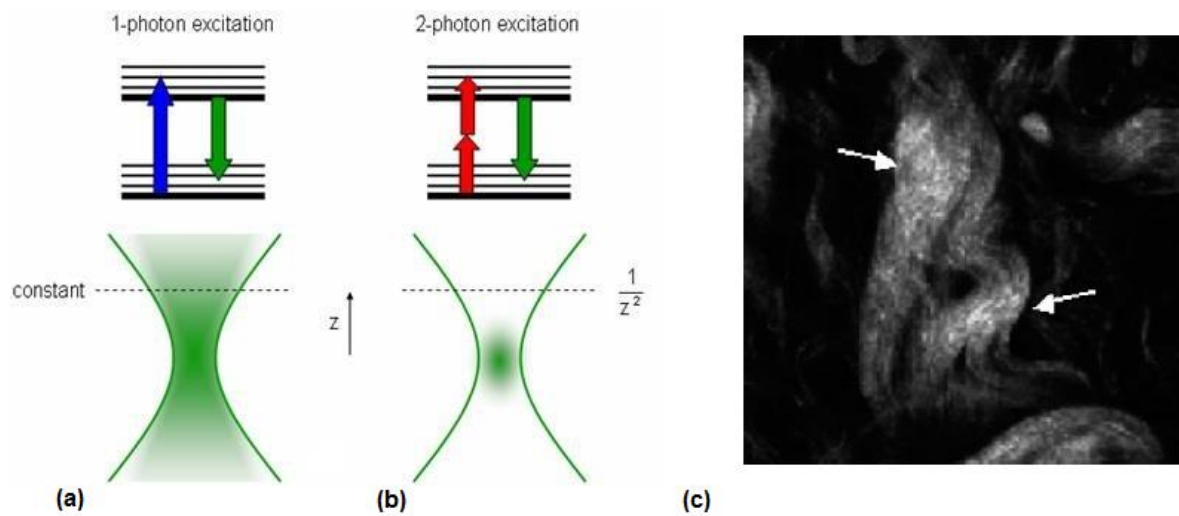 1-photon excitation
2-photon excitation
constant
z
1
z²
(a)
(b)
(c)